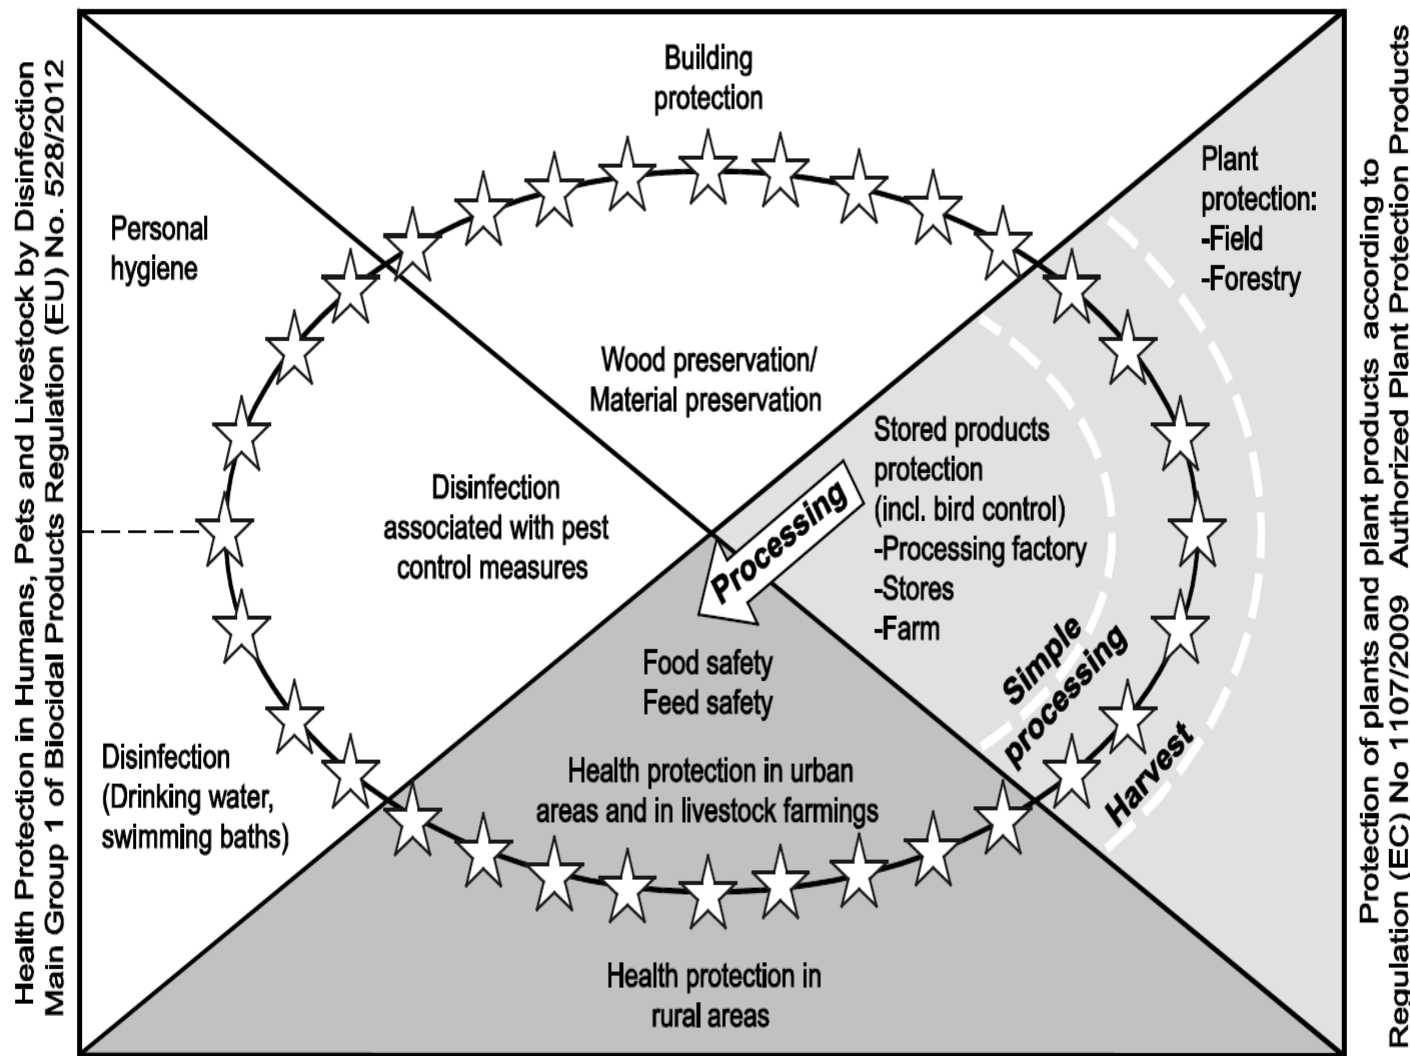 Health Protection in Humans, Pets and Livestock by Disinfection
Main Group 1 of Biocidal Products Regulation (EU) No. 528/2012
Building
protection
Personal
hygiene
Wood preservation/
Material preservation
Disinfection
associated with pest
control measures
Disinfection
(Drinking water,
swimming baths)
Plant
protection:
-Field
-Forestry
Stored products
protection
(incl. bird control)
-Processing factory
-Stores
-Farm
Processing
Simple
processing
Harvest
Food safety
Feed safety
Health protection in urban
areas and in livestock farmings
Health protection in
rural areas
Protection of plants and plant products according to
Regulation (EC) No 1107/2009 Authorized Plant Protection Products